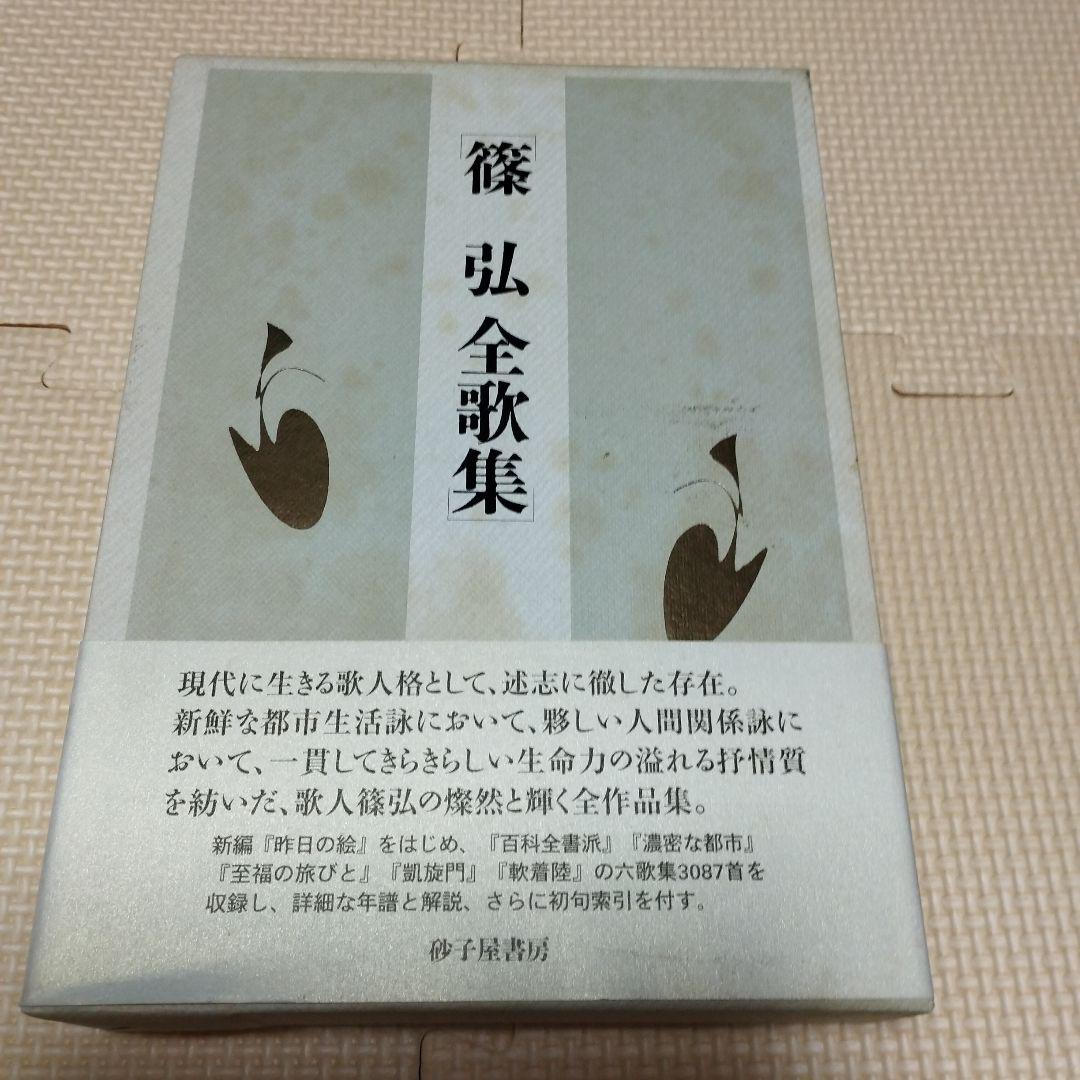 「篠 弘 全歌集」
現代に生きる歌人格として、述志に徹した存在。
新鮮な都市生活詠において、夥しい人間関係詠に
おいて、一貫してきらきらしい生命力の溢れる抒情質
を紡いだ、歌人篠弘の燦然と輝く全作品集。
新編『昨日の絵』をはじめ、『百科全書派』『濃密な都市』
『至福の旅びと』『凱旋門』『軟着陸』の六歌集3087首を
収録し、詳細な年譜と解説、さらに初句索引を付す。
砂子屋書房